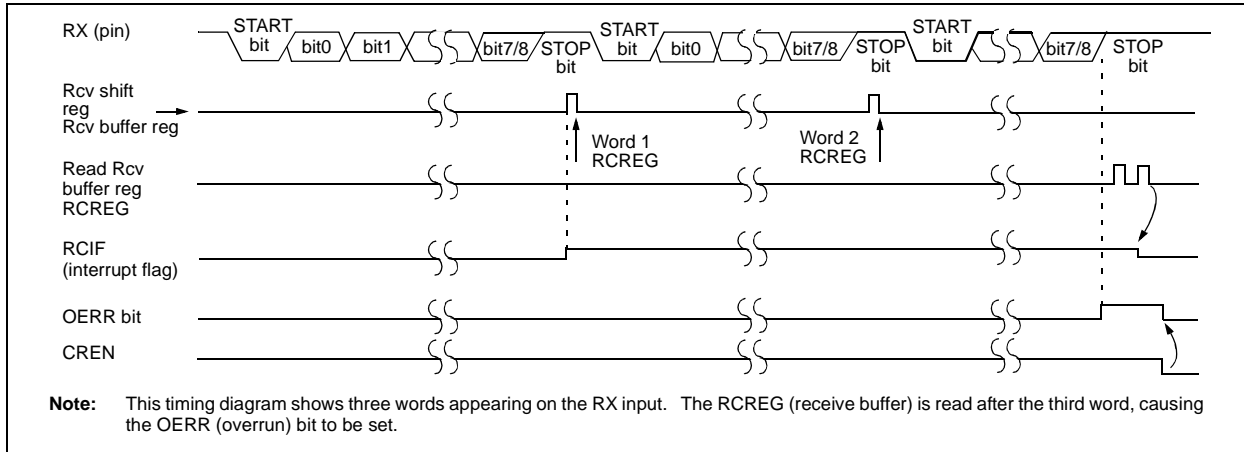 RX (pin)
START
bit
bit0
bit1
bit7/8
STOP
bit
START
bit
bit0
bit7/8
STOP
bit
START
bit
bit7/8
STOP
bit
Rcv shift
reg
Rcv buffer reg
Word 1
RCREG
Word 2
RCREG
Read Rcv
buffer reg
RCREG
RCIF
(interrupt flag)
OERR bit
CREN
Note: This timing diagram shows three words appearing on the RX input. The RCREG (receive buffer) is read after the third word, causing
the OERR (overrun) bit to be set.